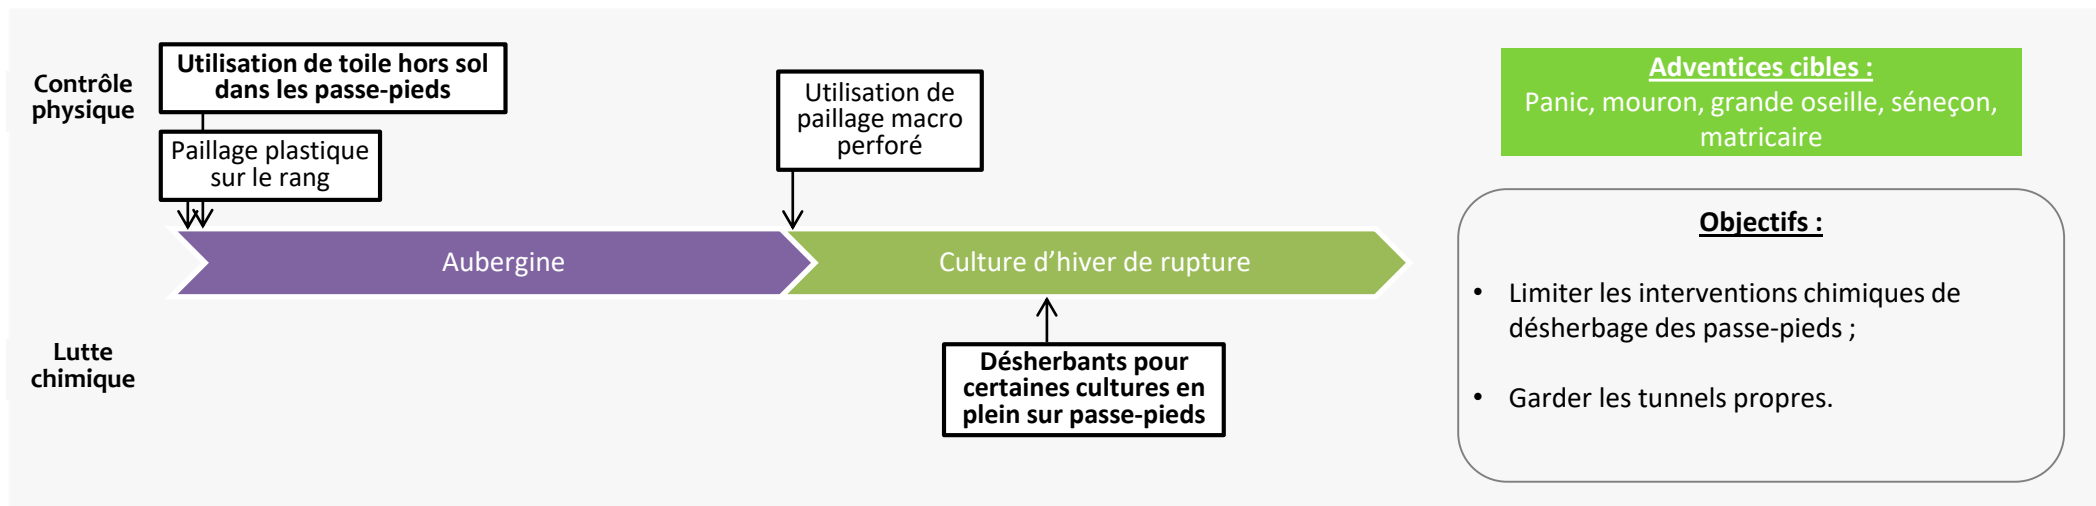 Contrôle
physique
Utilisation de toile hors sol
dans les passe-pieds
Paillage plastique
sur le rang
Utilisation de
paillage macro
perforé
Aubergine
Culture d’hiver de rupture
Lutte
chimique
Désherbants pour
certaines cultures en
plein sur passe-pieds
Adventices cibles :
Panic, mouron, grande oseille, séneçon,
matricaire
Objectifs :
• Limiter les interventions chimiques de
désherbage des passe-pieds ;
• Garder les tunnels propres.